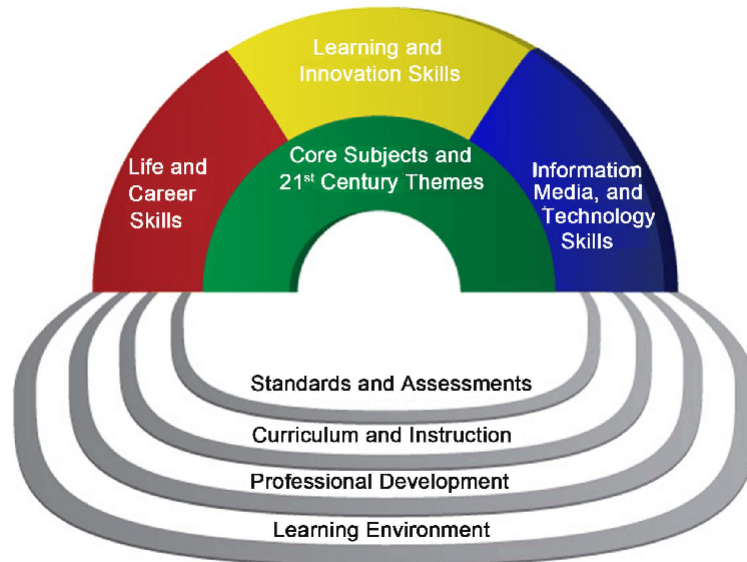 Learning and
Innovation Skills
Core Subjects and
21st Century Themes
Life and
Career
Skills
Information
Media, and
Technology
Skills
Standards and Assessments
Curriculum and Instruction
Professional Development
Learning Environment